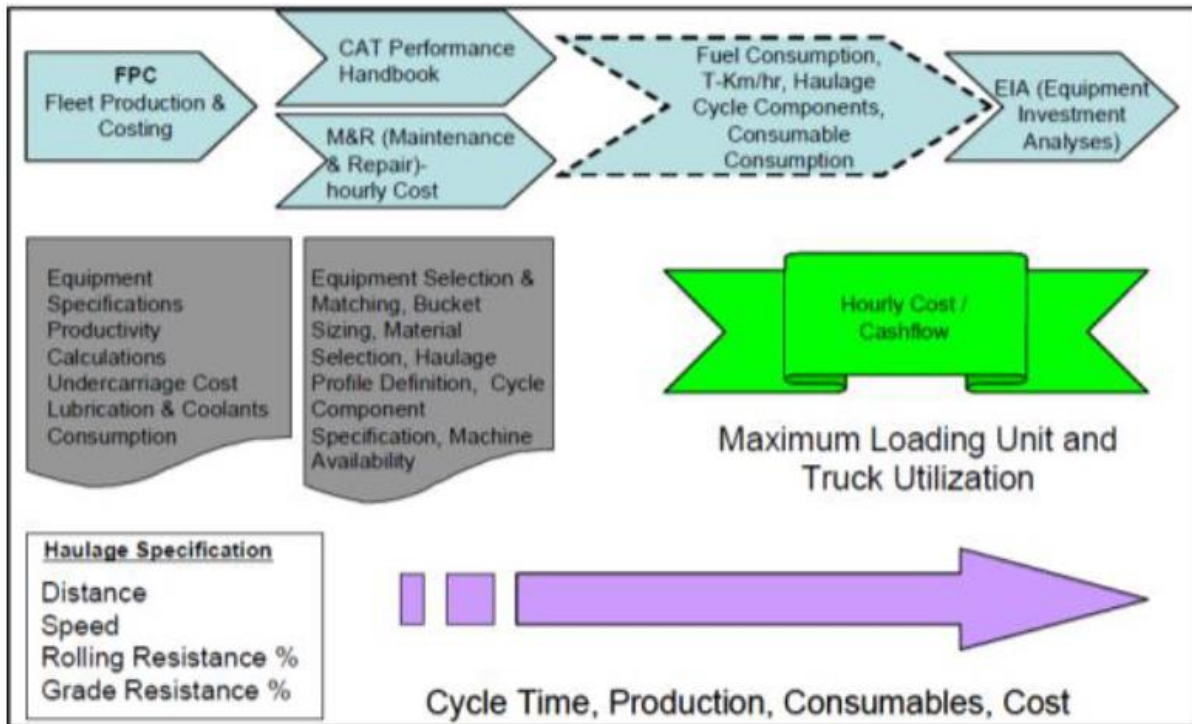 FPC
Fleet Production &
Costing
CAT Performance
Handbook
M&R (Maintenance
& Repair)-
hourly Cost
Fuel Consumption,
T-Km/hr, Haulage
Cycle Components,
Consumable
Consumption
EIA (Equipment
Investment
Analyses)
Equipment
Specifications
Productivity
Calculations
Undercarriage Cost
Lubrication & Coolants
Consumption
Equipment Selection &
Matching, Bucket
Sizing, Material
Selection, Haulage
Profile Definition, Cycle
Component
Specification, Machine
Availability
Hourly Cost /
Cashflow
Maximum Loading Unit and
Truck Utilization
Haulage Specification
Distance
Speed
Rolling Resistance %
Grade Resistance %
Cycle Time, Production, Consumables, Cost